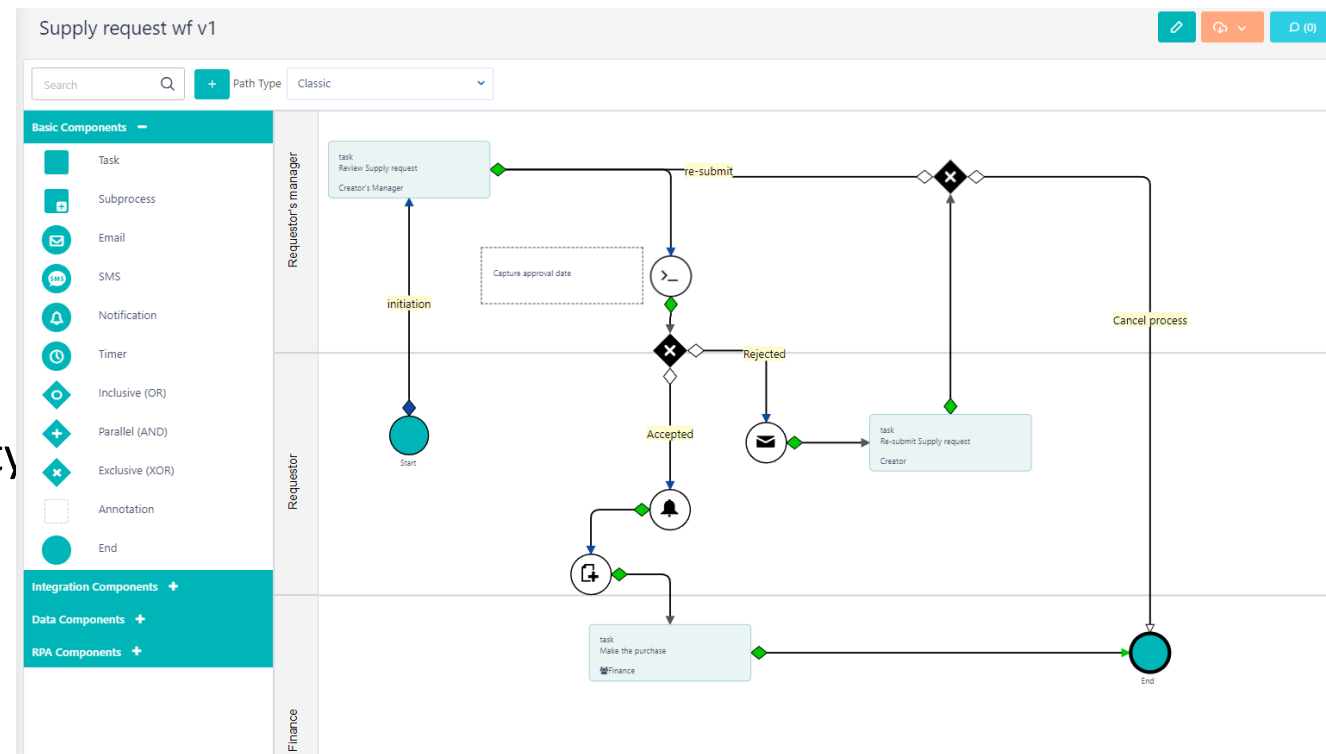 Supply request wf v1
(0)
Search
+ Path Type Classic
Basic Components −
Task
Subprocess
Email
SMS
SMS
Notification
Timer
Inclusive (OR)
Parallel (AND)
Exclusive (XOR)
Annotation
End
Integration Components +
Data Components +
RPA Components +
Requestor's manager
task
Review Supply request
Creator's Manager
re-submit
Capture approval date
>_
initiation
Cancel process
Rejected
Requestor
Start
Accepted
task
Re-submit Supply request
Creator
Finance
task
Make the purchase
Finance
End